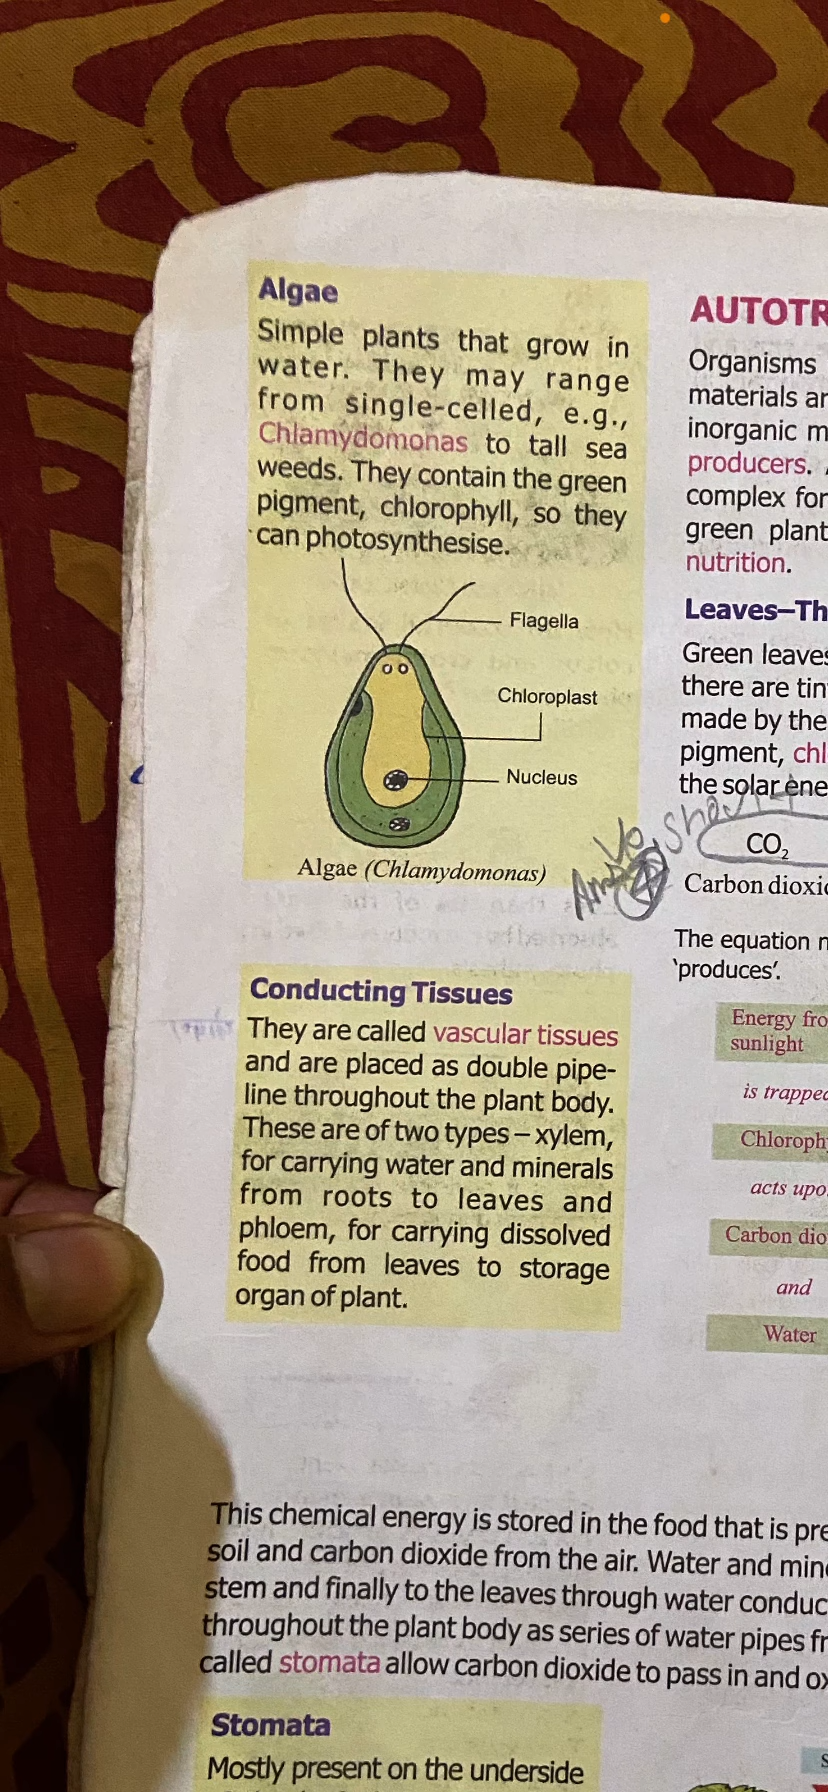 Algae
Simple plants that grow in
water. They may range
from single-celled, e.g.,
Chlamydomonas to tall sea
weeds. They contain the green
pigment, chlorophyll, so they
can photosynthesise.
Flagella
Chloroplast
Nucleus
Algae (Chlamydomonas)
Conducting Tissues
They are called vascular tissues
and are placed as double pipe-
line throughout the plant body.
These are of two types – xylem,
for carrying water and minerals
from roots to leaves and
phloem, for carrying dissolved
food from leaves to storage
organ of plant.
AUTOTR
Organisms
materials ar
inorganic m
producers.
complex for
green plant
nutrition.
Leaves–Th
Green leaves
there are tin
made by the
pigment, chl
the solar ene
CO₂
Carbon dioxi
The equation
'produces'.
Energy fro
sunlight
is trapped
Chloroph
acts upo
Carbon dio
and
Water
This chemical energy is stored in the food that is pre
soil and carbon dioxide from the air. Water and min
stem and finally to the leaves through water conduc
throughout the plant body as series of water pipes fr
called stomata allow carbon dioxide to pass in and ox
Stomata
Mostly present on the underside